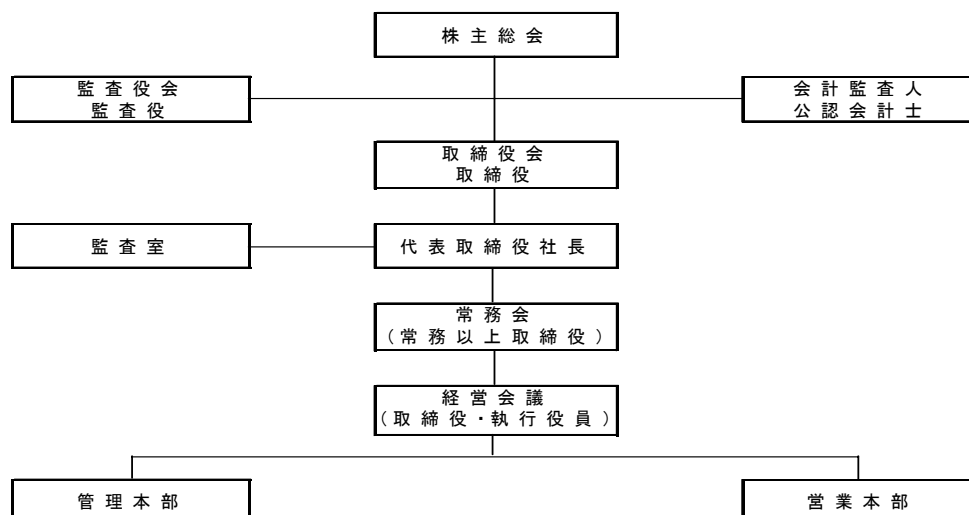 株主総会
監査役会
監査役
会計監査人
公認会計士
取締役会
取締役
監査室
代表取締役社長
常務会
(常務以上取締役)
経営会議
(取締役・執行役員)
管理本部
営業本部